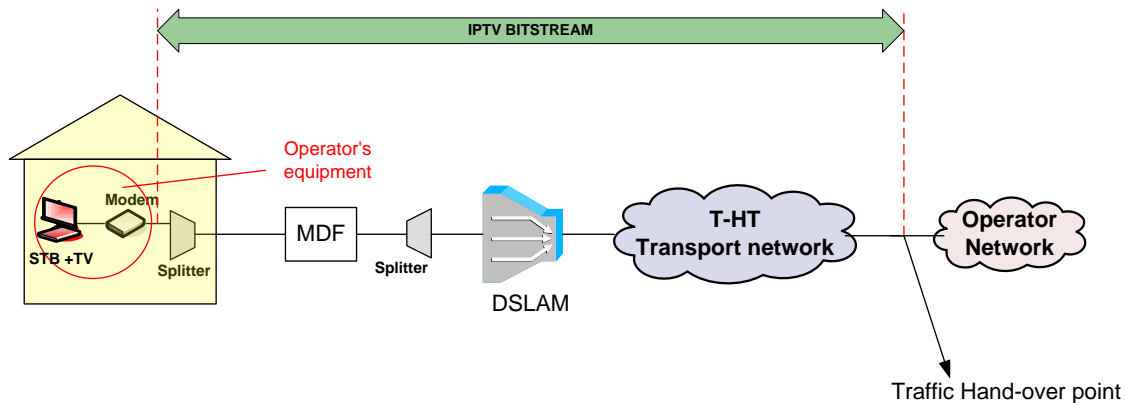 IPTV BITSTREAM
Operator's
equipment
Modem
STB +TV
Splitter
MDF
Splitter
DSLAM
T-HT
Transport network
Operator
Network
Traffic Hand-over point